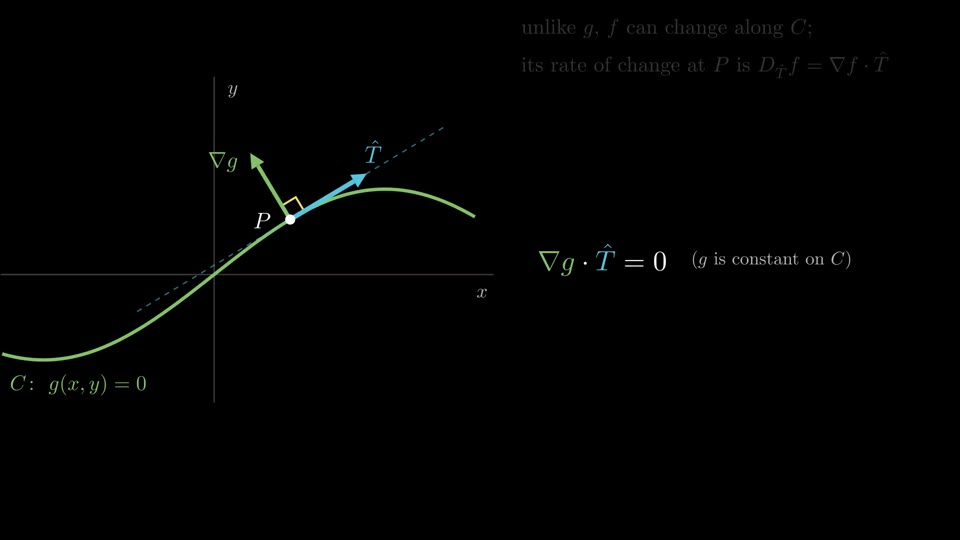 unlike g, f can change along C;
its rate of change at P is D_T̂ f = ∇f · T̂
y
∇g
T̂
P
∇g · T̂ = 0 (g is constant on C)
x
C: g(x, y) = 0